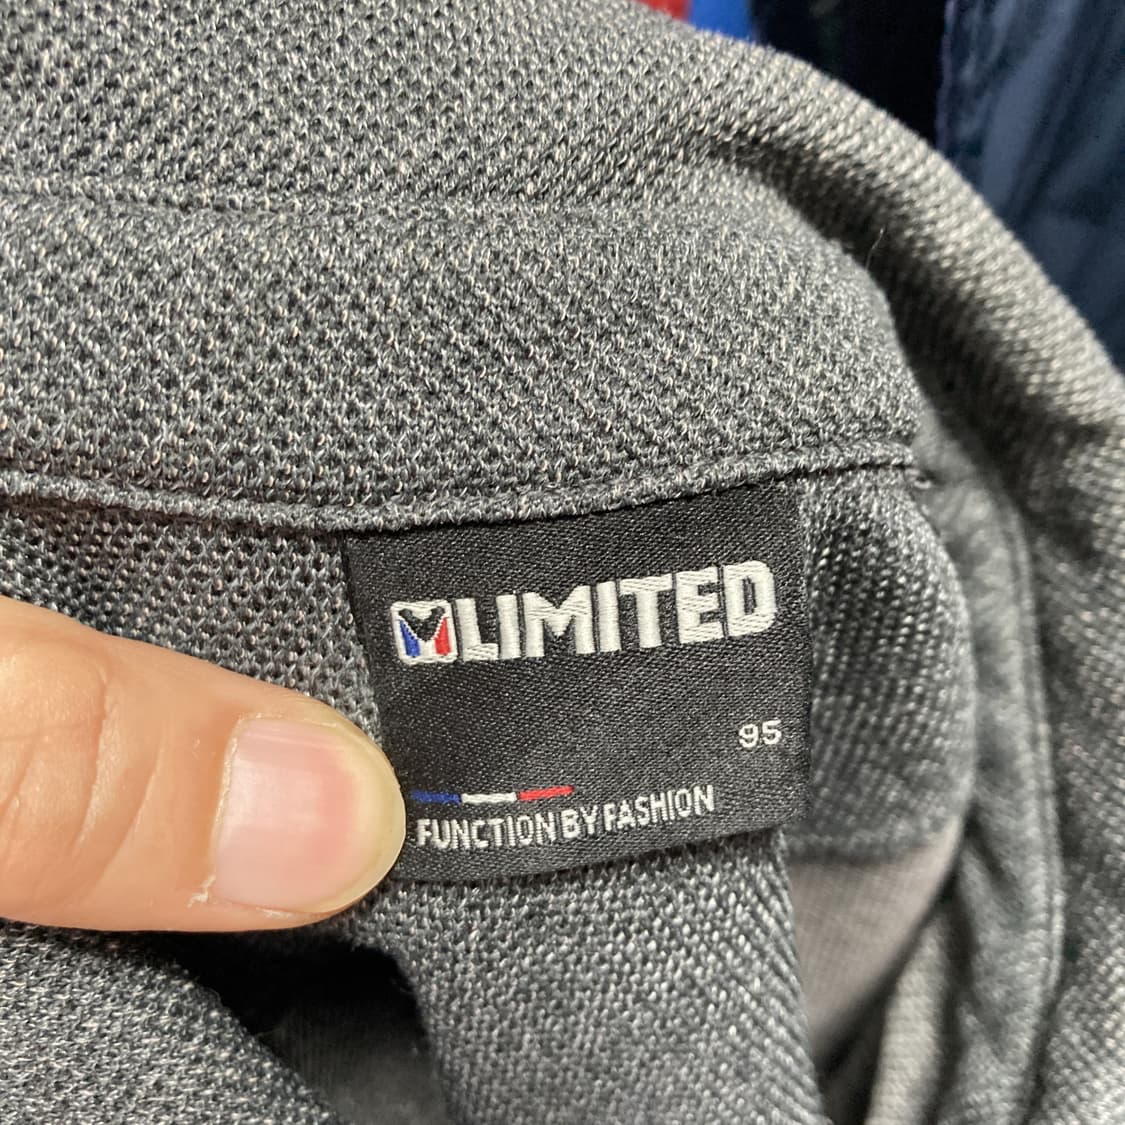 LIMITED
95
FUNCTION BY FASHION